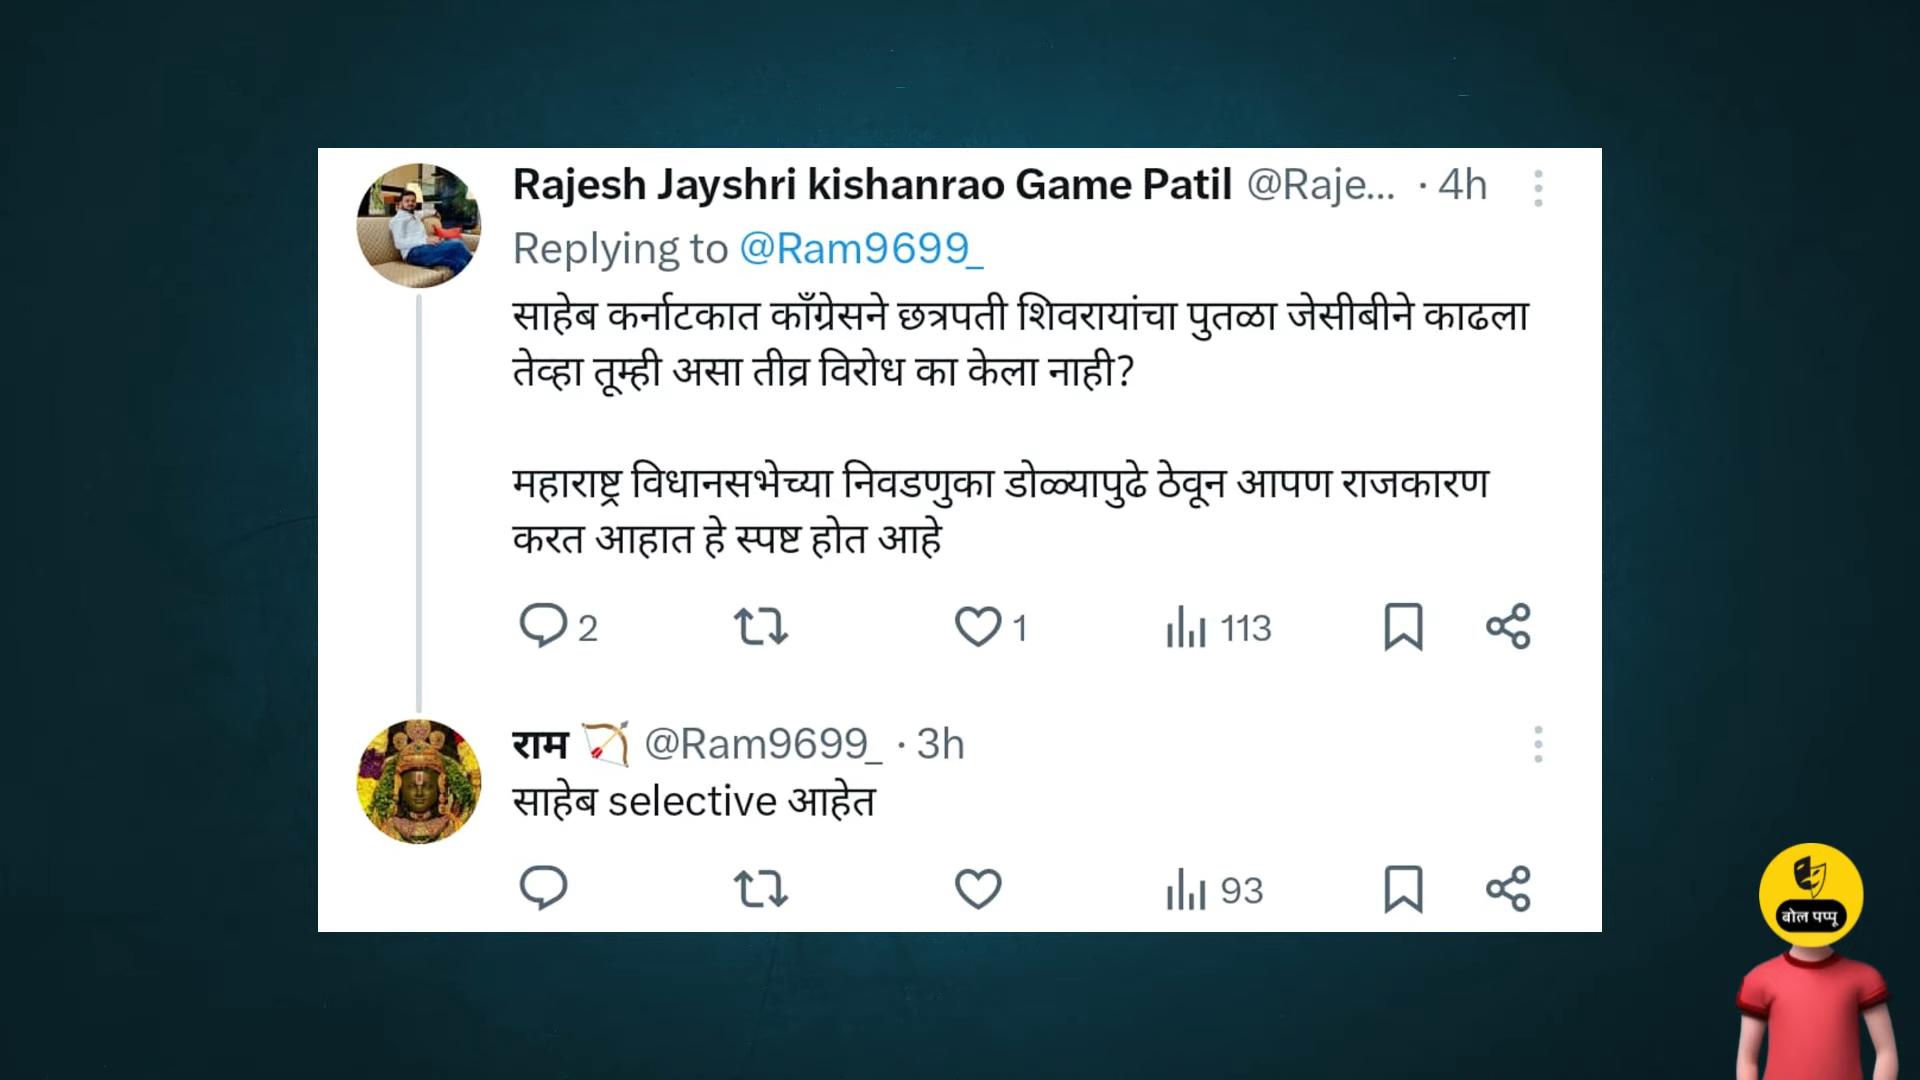 Rajesh Jayshri kishanrao Game Patil @Raje... · 4h
Replying to @Ram9699_
साहेब कर्नाटकात काँग्रेसने छत्रपती शिवरायांचा पुतळा जेसीबीने काढला
तेव्हा तूम्ही असा तीव्र विरोध का केला नाही?
महाराष्ट्र विधानसभेच्या निवडणुका डोळ्यापुढे ठेवून आपण राजकारण
करत आहात हे स्पष्ट होत आहे
2 1 113
राम 🏹 @Ram9699_ · 3h
साहेब selective आहेत
93
बोल पप्पू